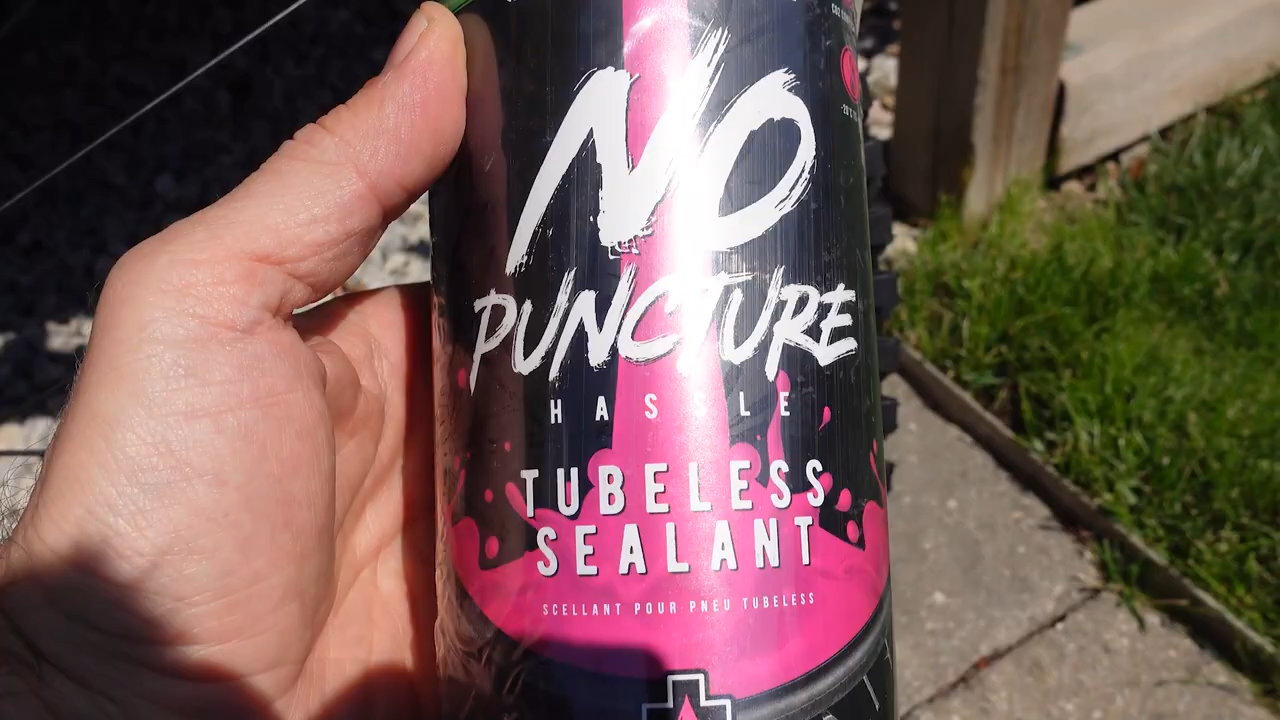 NO
PUNCTURE
HASSLE
TUBELESS
SEALANT
SCELLANT POUR PNEU TUBELESS